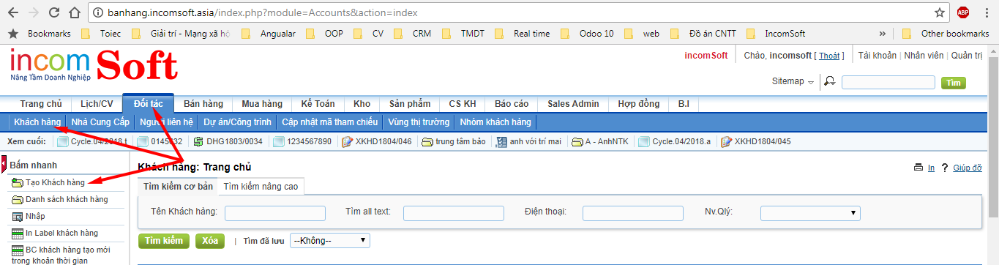 banhang.incomsoft.asia/index.php?module=Accounts&action=index
ABP
Bookmarks Toiec Giải trí - Mạng xã hộ Angualar OOP CV CRM TMDT Real time Odoo 10 web Đồ án CNTT IncomSoft » Other bookmarks
incom Soft
Nâng Tầm Doanh Nghiệp
incomSoft Chào, incomsoft [ Thoát ] Tài khoản Nhân viên Quản trị
Sitemap Tìm
Trang chủ Lịch/CV Đối tác Bán hàng Mua hàng Kế Toán Kho Sản phẩm CS KH Báo cáo Sales Admin Hợp đồng B.I
Khách hàng Nhà Cung Cấp Người liên hệ Dự án/Công trình Cập nhật mã tham chiếu Vùng thị trường Nhóm khách hàng
Xem cuối: Cycle.04/2018.t DHG1803/0034 1234567890 XKHD1804/046 trung tâm bảo anh với trí mai A - AnhNTK Cycle.04/2018.a XKHD1804/045
Bấm nhanh
Tạo Khách hàng
Danh sách khách hàng
Nhập
In Label khách hàng
BC khách hàng tạo mới
trong khoản thời gian
Khách hàng: Trang chủ In ? Giúp đỡ
Tìm kiếm cơ bản Tìm kiếm nâng cao
Tên Khách hàng: Tìm all text: Điện thoại: Nv.Qlý:
Tìm kiếm Xóa | Tìm đã lưu --Không--